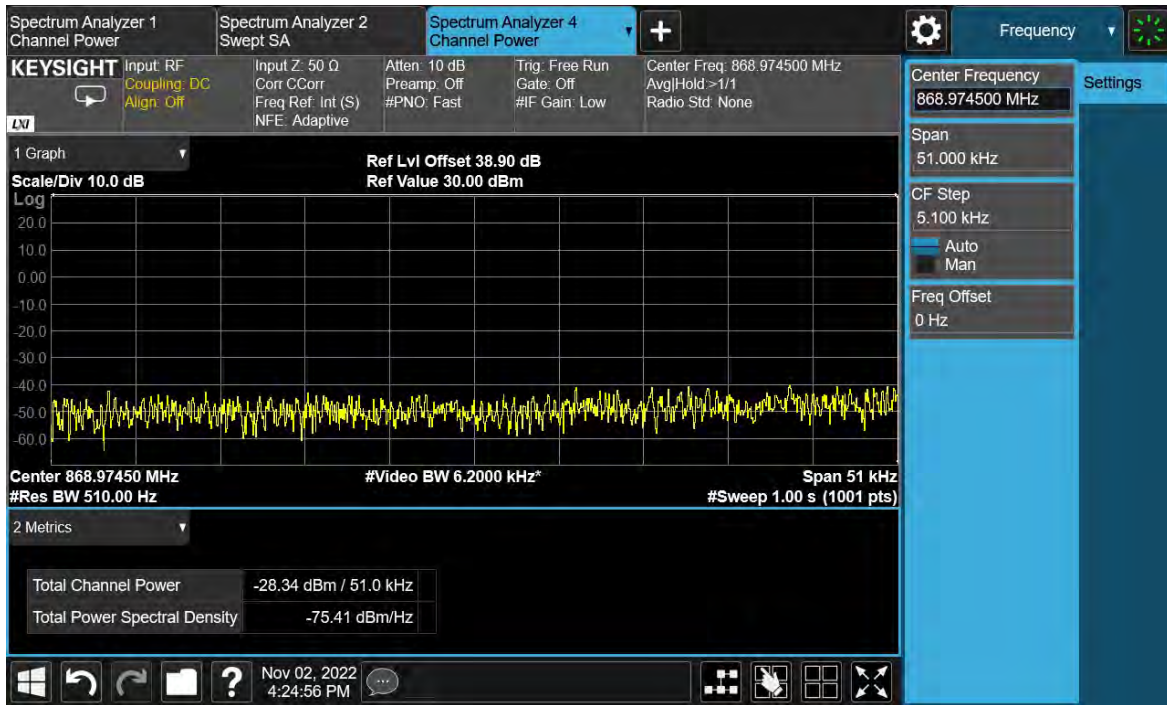 Spectrum Analyzer 1
Channel Power
Spectrum Analyzer 2
Swept SA
Spectrum Analyzer 4
Channel Power
Frequency
KEYSIGHT
LXI
Input: RF
Coupling: DC
Align: Off
Input Z: 50 Ω
Corr CCorr
Freq Ref: Int (S)
NFE: Adaptive
Atten: 10 dB
Preamp: Off
#PNO: Fast
Trig: Free Run
Gate: Off
#IF Gain: Low
Center Freq: 868.974500 MHz
Avg|Hold:>1/1
Radio Std: None
1 Graph
Scale/Div 10.0 dB
Ref Lvl Offset 38.90 dB
Ref Value 30.00 dBm
Log
20.0
10.0
0.00
-10.0
-20.0
-30.0
-40.0
-50.0
-60.0
Center 868.97450 MHz
#Video BW 6.2000 kHz*
Span 51 kHz
#Res BW 510.00 Hz
#Sweep 1.00 s (1001 pts)
2 Metrics
Total Channel Power
-28.34 dBm / 51.0 kHz
Total Power Spectral Density
-75.41 dBm/Hz
?
Nov 02, 2022
4:24:56 PM
Center Frequency
868.974500 MHz
Span
51.000 kHz
CF Step
5.100 kHz
Auto
Man
Freq Offset
0 Hz
Settings